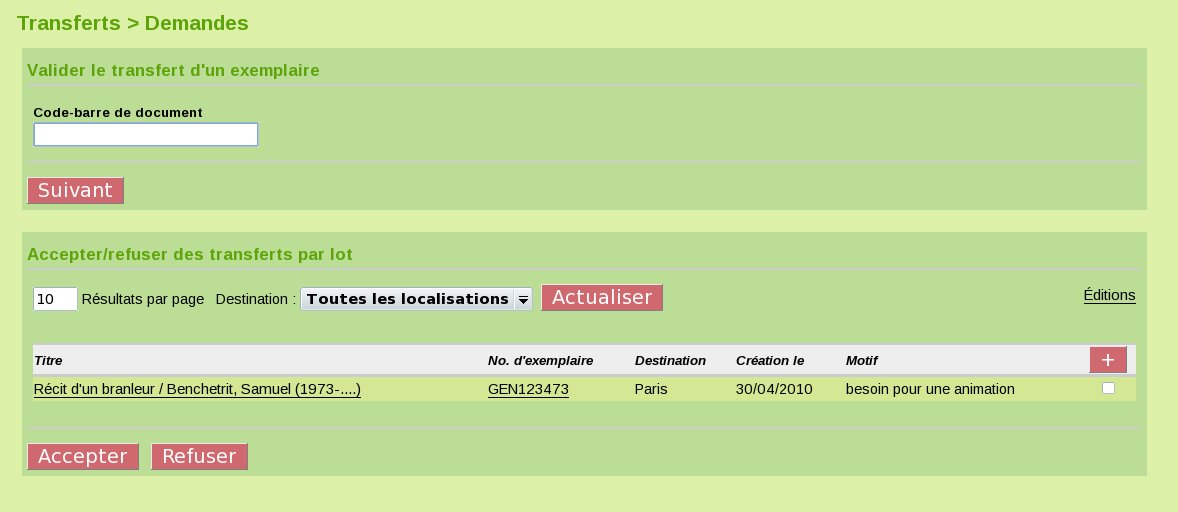 Transferts > Demandes
Valider le transfert d'un exemplaire
Code-barre de document
Suivant
Accepter/refuser des transferts par lot
10 Résultats par page Destination : Toutes les localisations Actualiser Éditions
Titre No. d'exemplaire Destination Création le Motif +
Récit d'un branleur / Benchetrit, Samuel (1973-....) GEN123473 Paris 30/04/2010 besoin pour une animation
Accepter Refuser